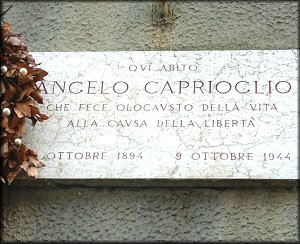 QVI ABITO
ANGELO CAPRIOGLIO
CHE FECE OLOCAVSTO DELLA VITA
ALLA CAVSA DELLA LIBERTÀ
OTTOBRE 1894 9 OTTOBRE 1944